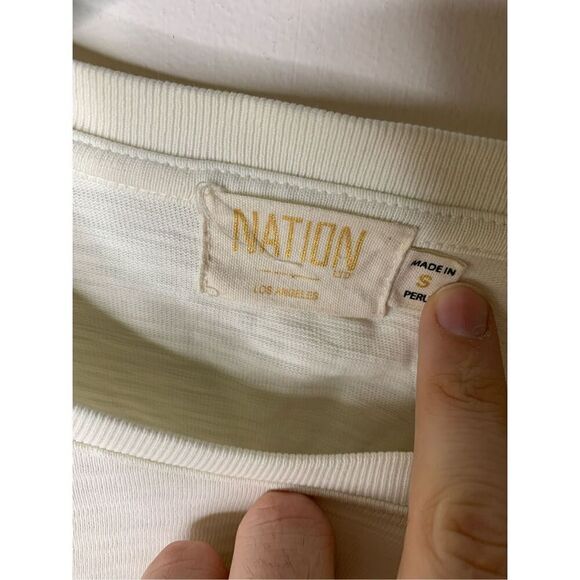 NATION
LTD
LOS ANGELES
MADE IN
S
PERU